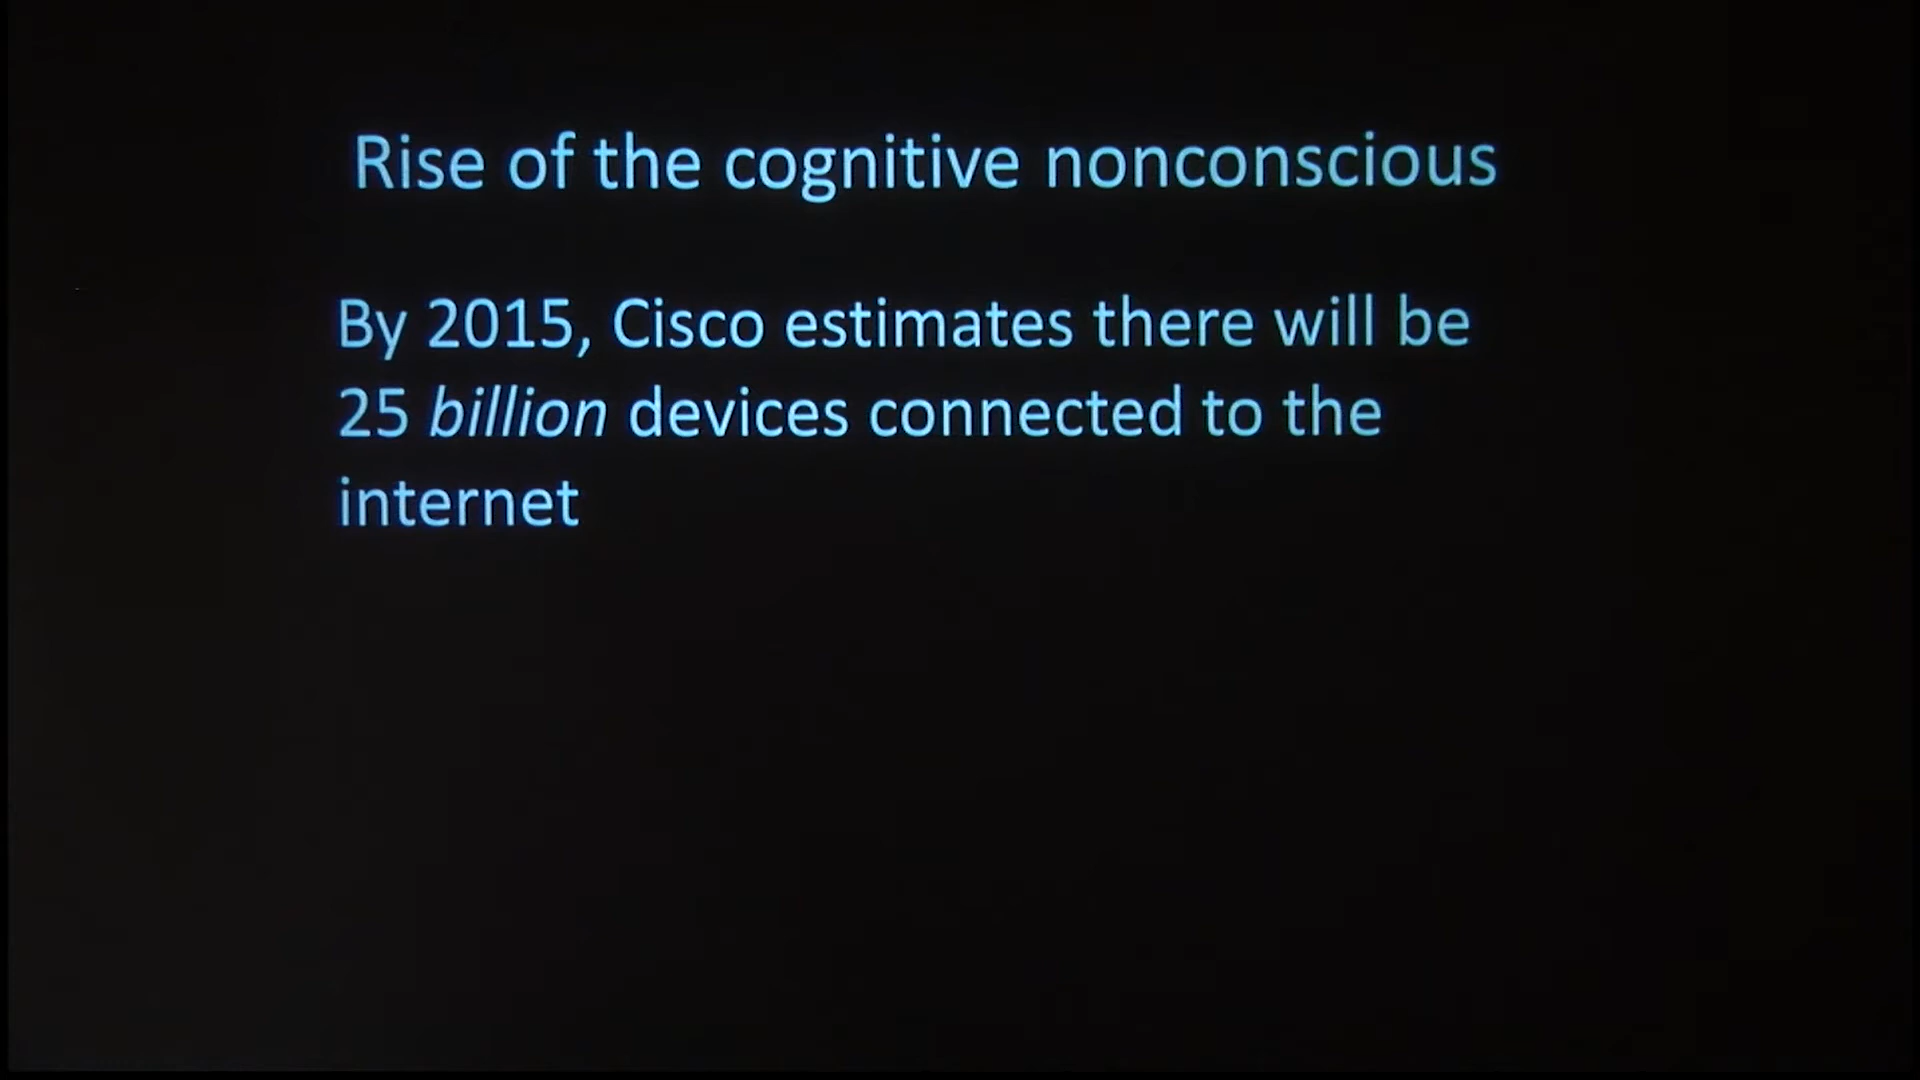 Rise of the cognitive nonconscious
By 2015, Cisco estimates there will be
25 billion devices connected to the
internet